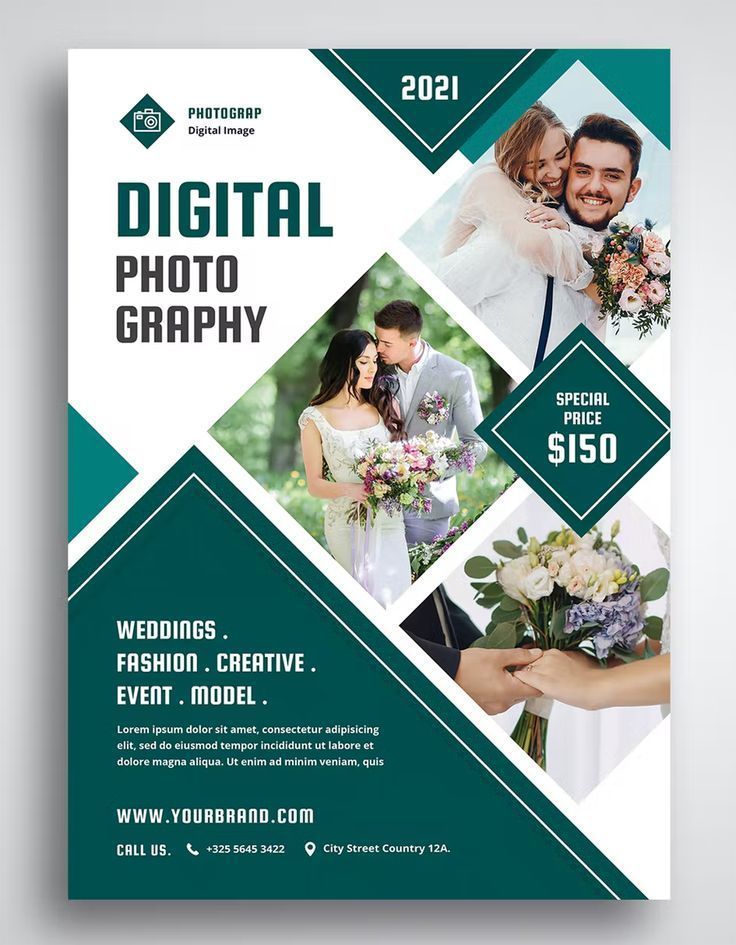 PHOTOGRAP
Digital Image
2021
DIGITAL
PHOTO
GRAPHY
SPECIAL
PRICE
$150
WEDDINGS .
FASHION . CREATIVE .
EVENT . MODEL .
Lorem ipsum dolor sit amet, consectetur adipiscing
elit, sed do eiusmod tempor incididunt ut labore et
dolore magna aliqua. Ut enim ad minim veniam, quis
WWW.YOURBRAND.COM
CALL US. +325 5645 3422 City Street Country 12A.